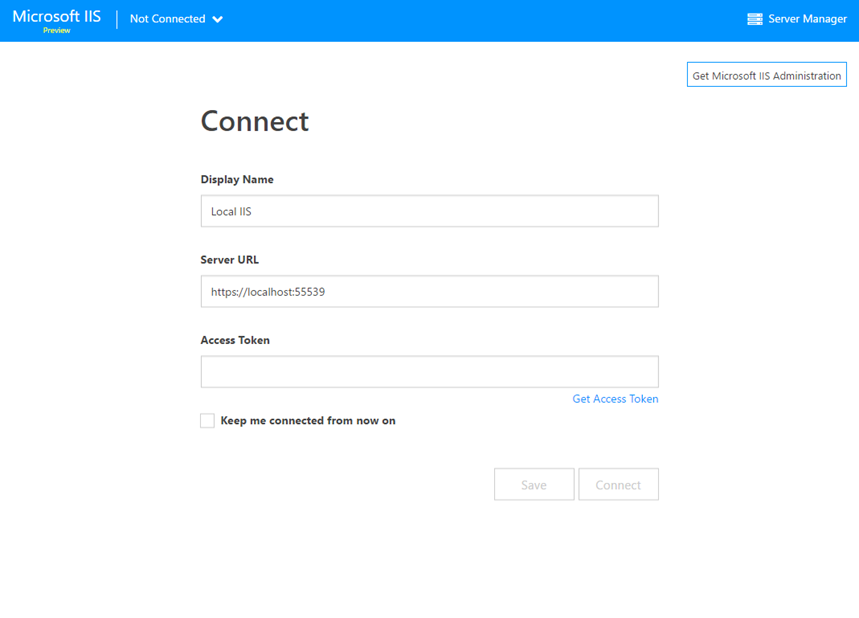 Microsoft IIS
Preview
Not Connected
Server Manager
Get Microsoft IIS Administration
Connect
Display Name
Local IIS
Server URL
https://localhost:55539
Access Token
Get Access Token
Keep me connected from now on
Save
Connect